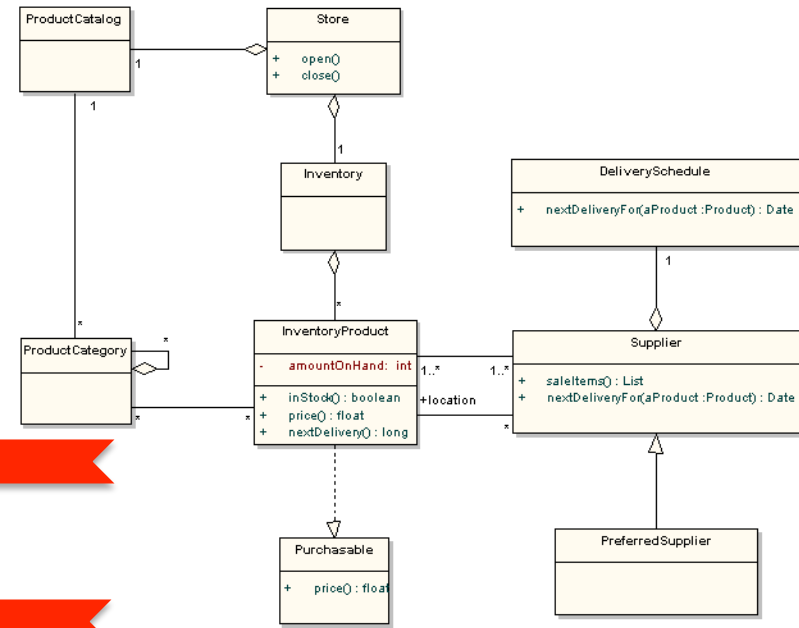 ProductCatalog
Store
+ open()
+ close()
1
1
1
Inventory
DeliverySchedule
+ nextDeliveryFor(aProduct :Product) : Date
1
*
*
*
ProductCategory
InventoryProduct
- amountOnHand: int
+ inStock() : boolean
+ price() : float
+ nextDelivery() : long
1..*
1..*
+location
*
*
*
Supplier
+ saleItems() : List
+ nextDeliveryFor(aProduct :Product) : Date
Purchasable
+ price() : float
PreferredSupplier